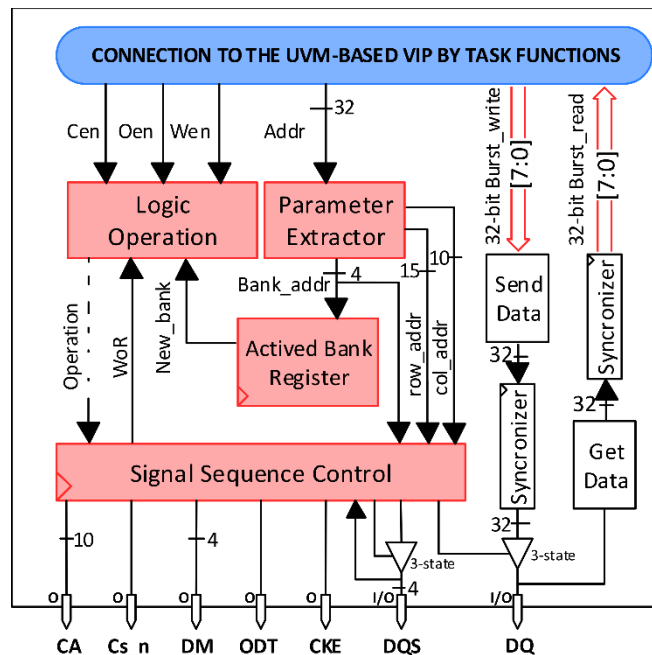 CONNECTION TO THE UVM-BASED VIP BY TASK FUNCTIONS
Cen
Oen
Wen
Addr
32
32-bit Burst_write
[7:0]
32-bit Burst_read
[7:0]
Logic
Operation
Parameter
Extractor
10
15
4
Bank_addr
Send
Data
Syncronizer
Operation
WoR
New_bank
Actived Bank
Register
row_addr
col_addr
32
Syncronizer
32
Get
Data
Signal Sequence Control
32
10
4
3-state
3-state
4
O
O
O
O
O
I/O
I/O
CA
Cs n
DM
ODT
CKE
DQS
DQ